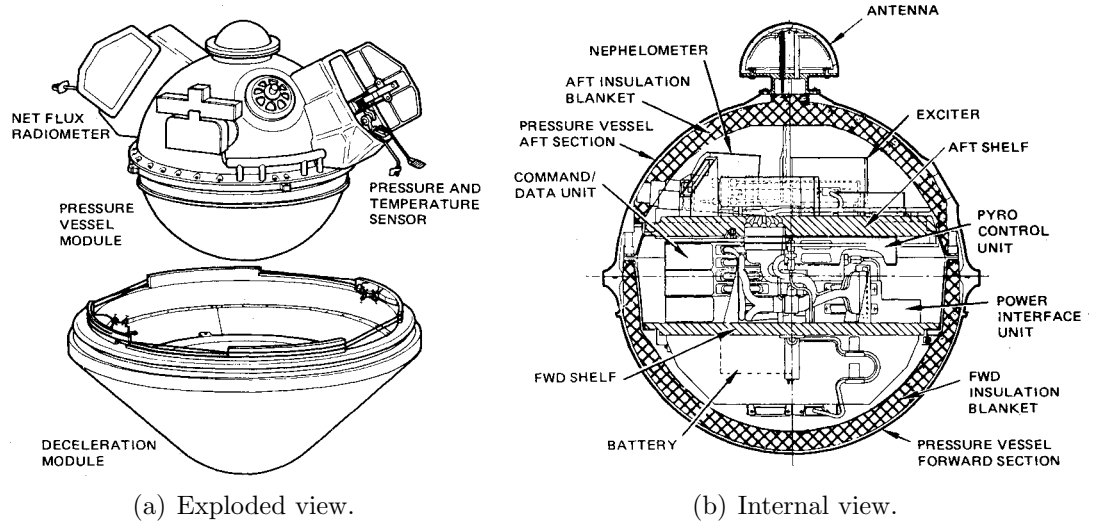 NET FLUX
RADIOMETER
PRESSURE
VESSEL
MODULE
PRESSURE AND
TEMPERATURE
SENSOR
DECELERATION
MODULE
(a) Exploded view.
ANTENNA
NEPHELOMETER
AFT INSULATION
BLANKET
PRESSURE VESSEL
AFT SECTION
COMMAND/
DATA UNIT
EXCITER
AFT SHELF
PYRO
CONTROL
UNIT
POWER
INTERFACE
UNIT
FWD SHELF
BATTERY
FWD
INSULATION
BLANKET
PRESSURE VESSEL
FORWARD SECTION
(b) Internal view.